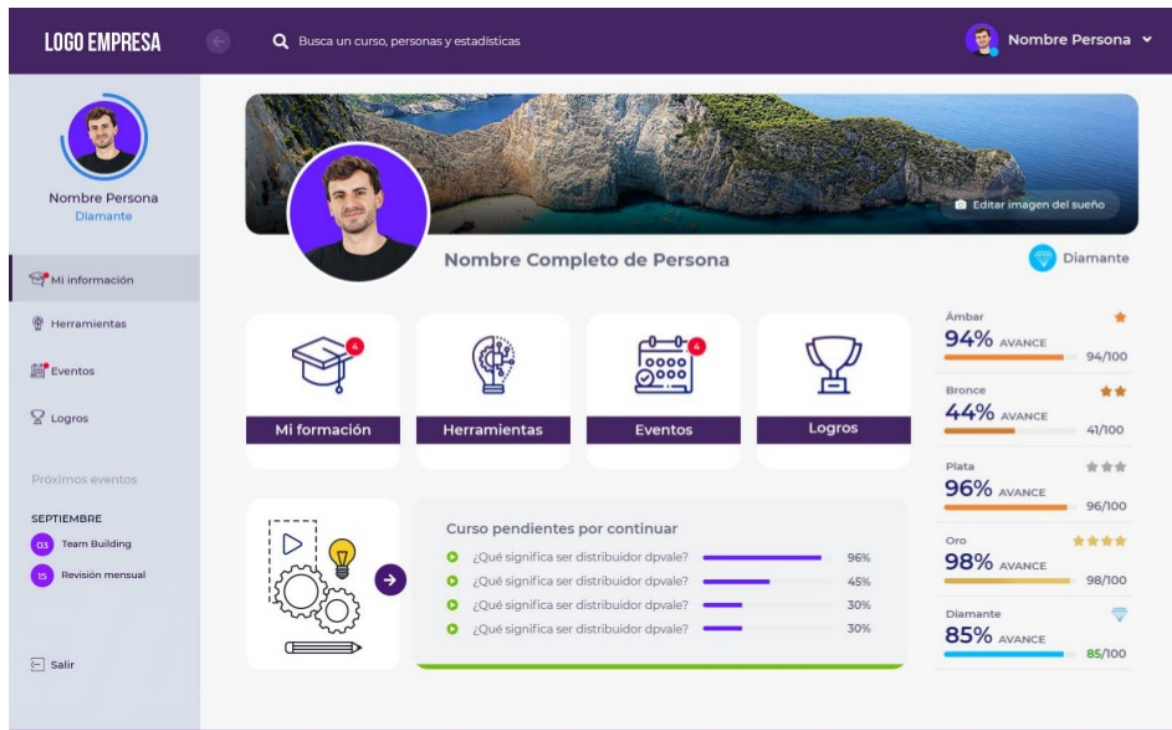 LOGO EMPRESA
Busca un curso, personas y estadísticas
Nombre Persona
Nombre Persona
Diamante
Mi información
Herramientas
Eventos
Logros
Próximos eventos
SEPTIEMBRE
03 Team Building
15 Revisión mensual
Salir
Editar imagen del sueño
Nombre Completo de Persona
Diamante
4
Mi formación
Herramientas
4
Eventos
Logros
Curso pendientes por continuar
¿Qué significa ser distribuidor dpvale? 96%
¿Qué significa ser distribuidor dpvale? 45%
¿Qué significa ser distribuidor dpvale? 30%
¿Qué significa ser distribuidor dpvale? 30%
Ámbar
94% AVANCE
94/100
Bronce
44% AVANCE
41/100
Plata
96% AVANCE
96/100
Oro
98% AVANCE
98/100
Diamante
85% AVANCE
85/100